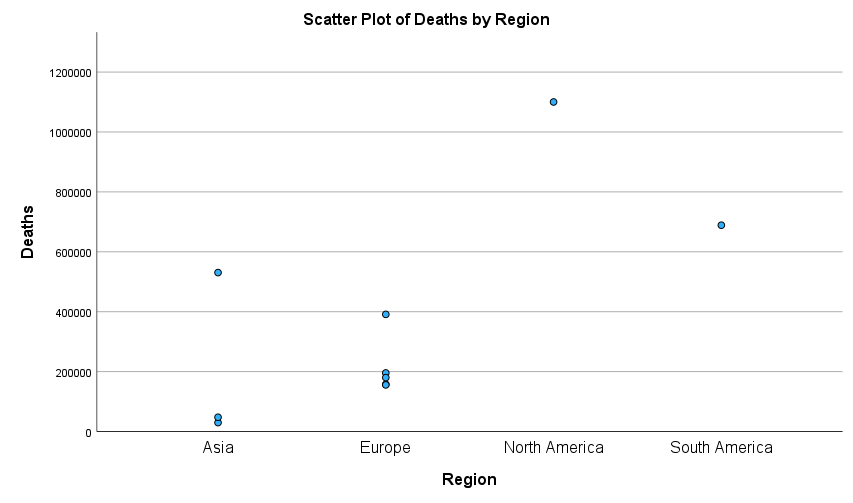 Scatter Plot of Deaths by Region
Deaths
1200000
1000000
800000
600000
400000
200000
0
Asia Europe North America South America
Region